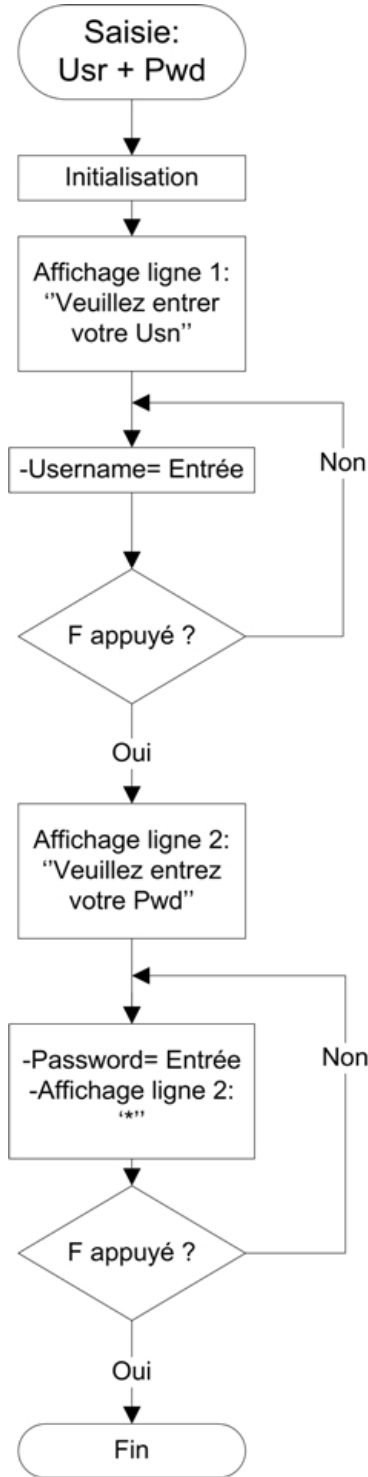 Saisie:
Usr + Pwd
Initialisation
Affichage ligne 1:
‘’Veuillez entrer
votre Usn’’
-Username= Entrée
Non
F appuyé ?
Oui
Affichage ligne 2:
‘’Veuillez entrez
votre Pwd’’
-Password= Entrée
-Affichage ligne 2:
‘*’’
Non
F appuyé ?
Oui
Fin